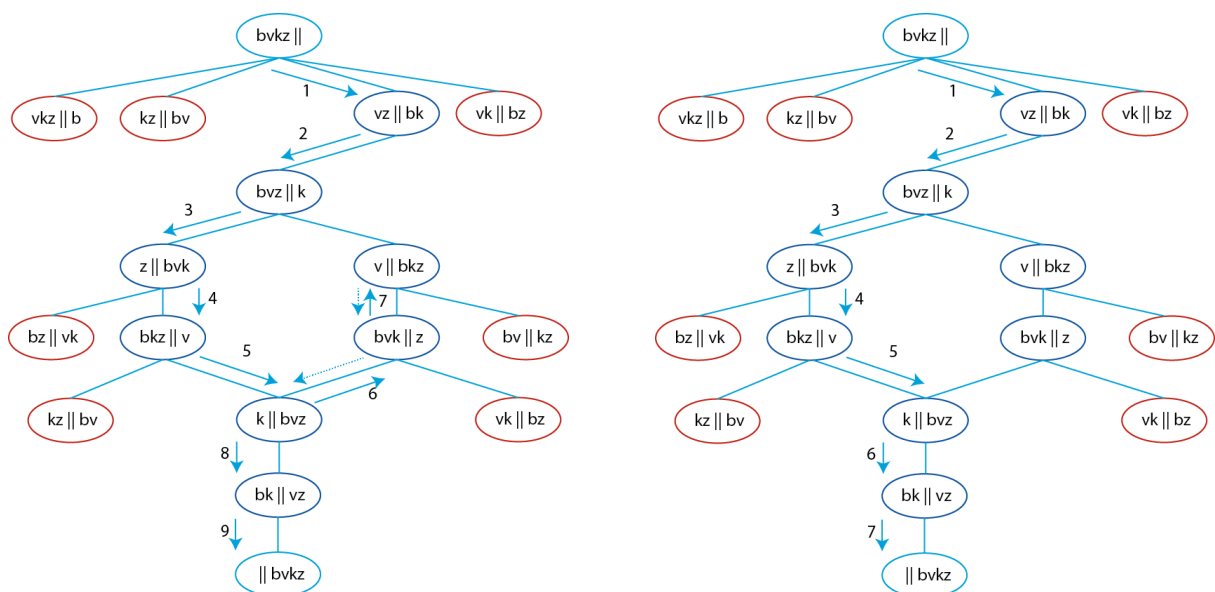 bvkz ||
1
vkz || b
kz || bv
vz || bk
vk || bz
2
bvz || k
3
z || bvk
v || bkz
4
7
bz || vk
bkz || v
bvk || z
bv || kz
5
6
kz || bv
k || bvz
vk || bz
8
bk || vz
9
|| bvkz
bvkz ||
1
vkz || b
kz || bv
vz || bk
vk || bz
2
bvz || k
3
z || bvk
v || bkz
4
bz || vk
bkz || v
bvk || z
bv || kz
5
kz || bv
k || bvz
vk || bz
6
bk || vz
7
|| bvkz